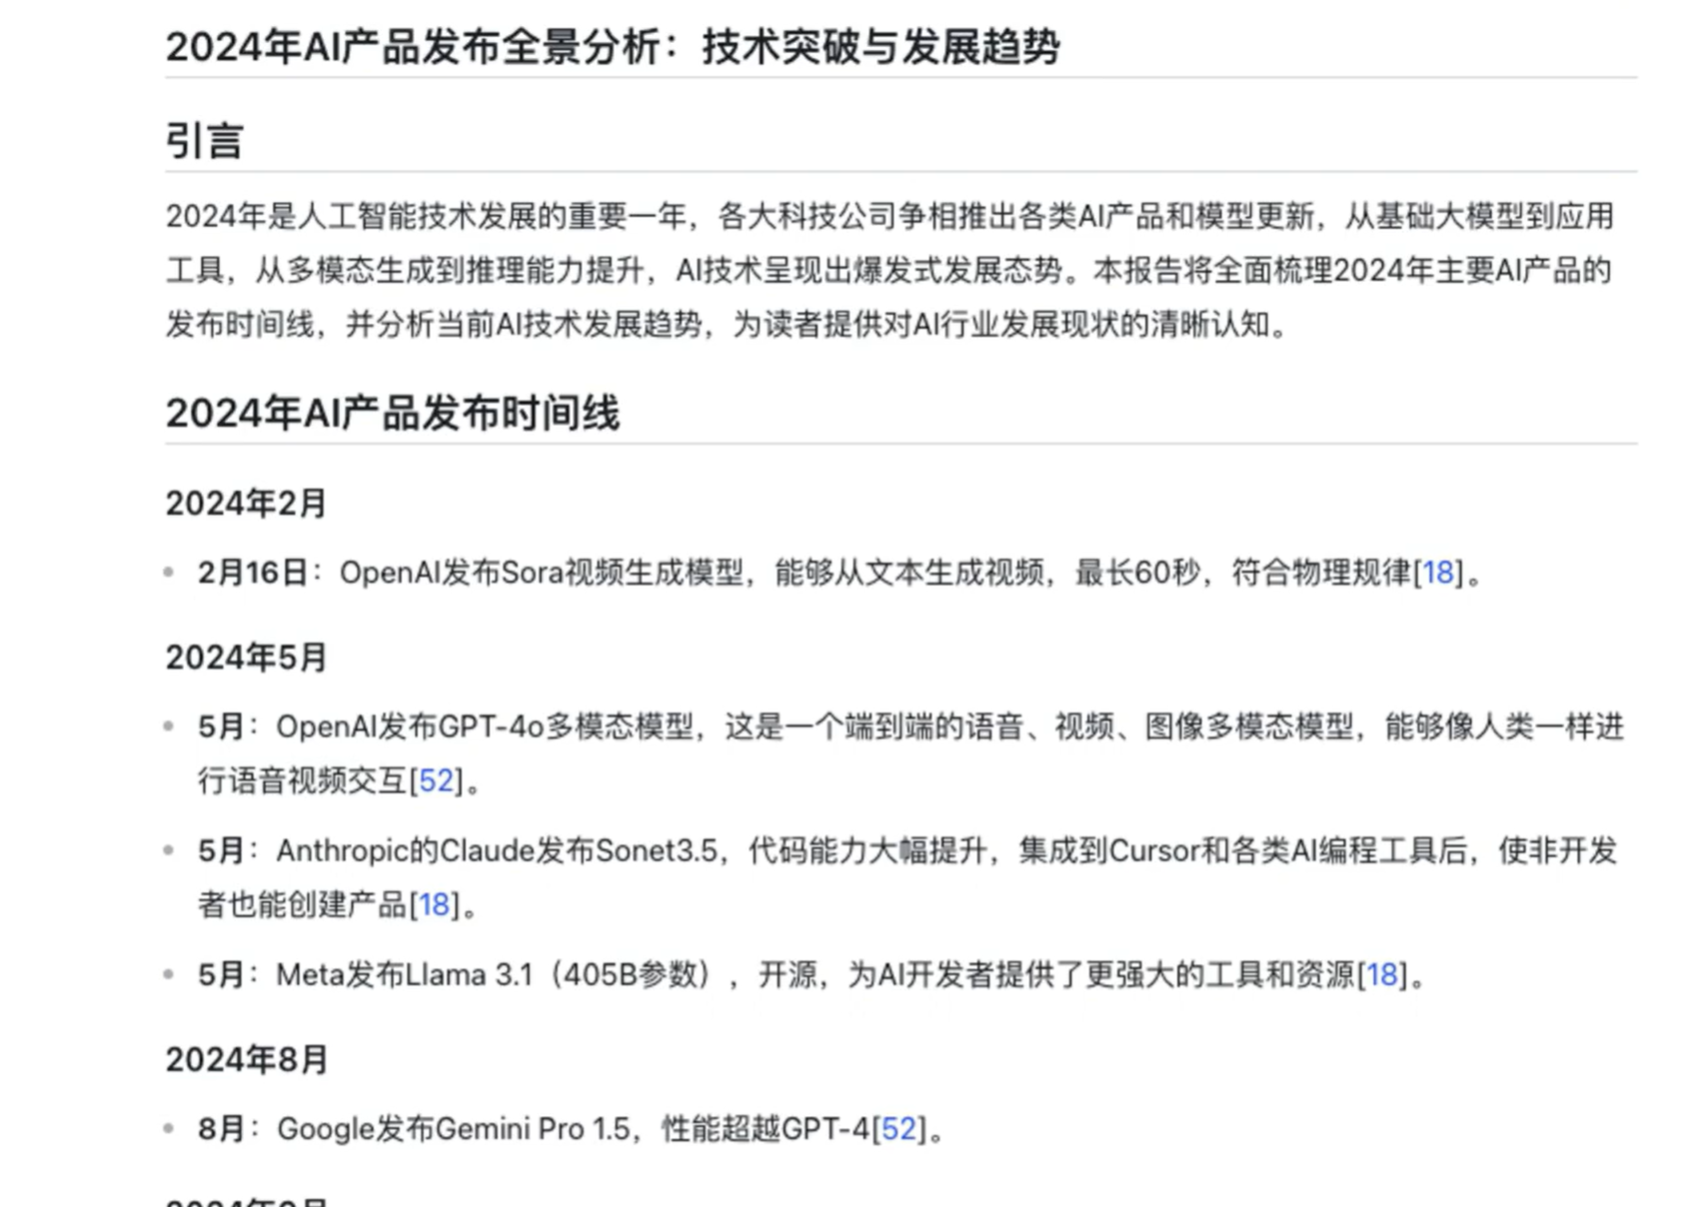 2024年AI产品发布全景分析：技术突破与发展趋势
引言
2024年是人工智能技术发展的重要一年，各大科技公司争相推出各类AI产品和模型更新，从基础大模型到应用
工具，从多模态生成到推理能力提升，AI技术呈现出爆发式发展态势。本报告将全面梳理2024年主要AI产品的
发布时间线，并分析当前AI技术发展趋势，为读者提供对AI行业发展现状的清晰认知。
2024年AI产品发布时间线
2024年2月
2月16日：OpenAI发布Sora视频生成模型，能够从文本生成视频，最长60秒，符合物理规律[18]。
2024年5月
5月：OpenAI发布GPT-4o多模态模型，这是一个端到端的语音、视频、图像多模态模型，能够像人类一样进
行语音视频交互[52]。
5月：Anthropic的Claude发布Sonet3.5，代码能力大幅提升，集成到Cursor和各类AI编程工具后，使非开发
者也能创建产品[18]。
5月：Meta发布Llama 3.1（405B参数），开源，为AI开发者提供了更强大的工具和资源[18]。
2024年8月
8月：Google发布Gemini Pro 1.5，性能超越GPT-4[52]。